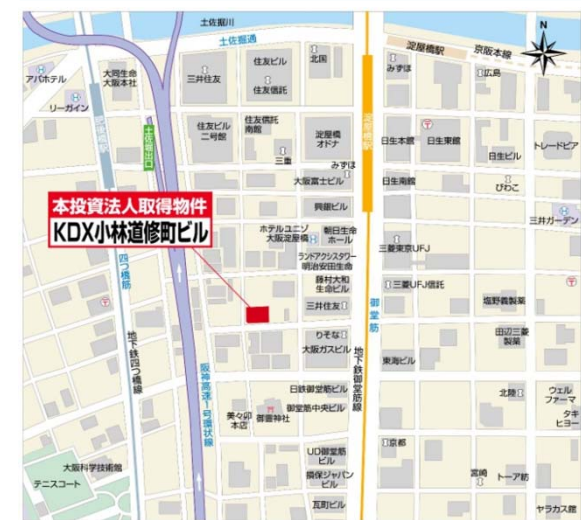 土佐堀川
土佐堀通
淀屋橋駅
京阪本線
N
アパホテル
大同生命
大阪本社
三井住友
住友ビル
住友信託
北国
みずほ
広島
リーガイン
肥後橋駅
土佐堀出口
住友ビル
二号館
住友信託
南館
三重
淀屋橋
オドナ
淀屋橋駅
日生本館
日生東館
日生ビル
トレードピア
みずほ
大阪富士ビル
日生南館
びわこ
本投資法人取得物件
KDX小林道修町ビル
興銀ビル
ホテルユニゾ
大阪淀屋橋
朝日生命
ホール
三井ガーデン
ランドアクシスタワー
明治安田生命
三菱東京UFJ
四つ橋筋
藤村大和
生命ビル
三菱UFJ信託
三井住友
御堂筋
塩野義製薬
りそな
大阪ガスビル
田辺三菱
製薬
地下鉄四つ橋線
阪神高速1号環状線
地下鉄御堂筋線
東海ビル
日鉄御堂筋ビル
北陸
ウェル
ファーマ
美々卯
本店
御霊神社
御堂筋中央ビル
タキ
ヒヨー
京都
UD御堂筋
ビル
大阪科学技術館
テニスコート
損保ジャパン
ビル
宮崎
トーア紡
瓦町ビル
ヤラカス館